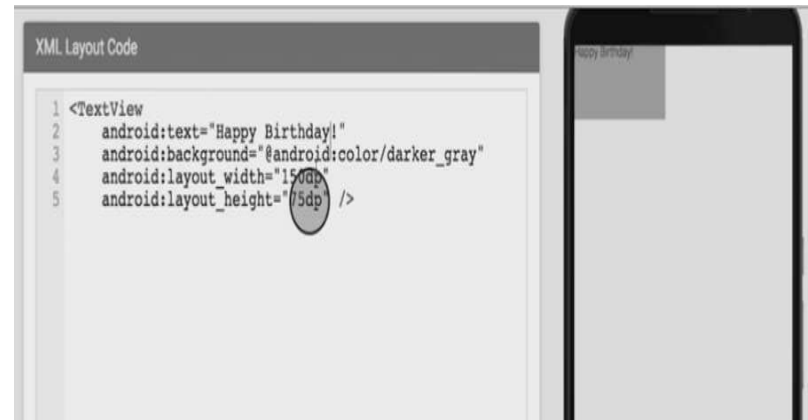 XML Layout Code
1 <TextView
2 android:text="Happy Birthday!"
3 android:background="@android:color/darker_gray"
4 android:layout_width="150dp"
5 android:layout_height="75dp" />
Happy Birthday!